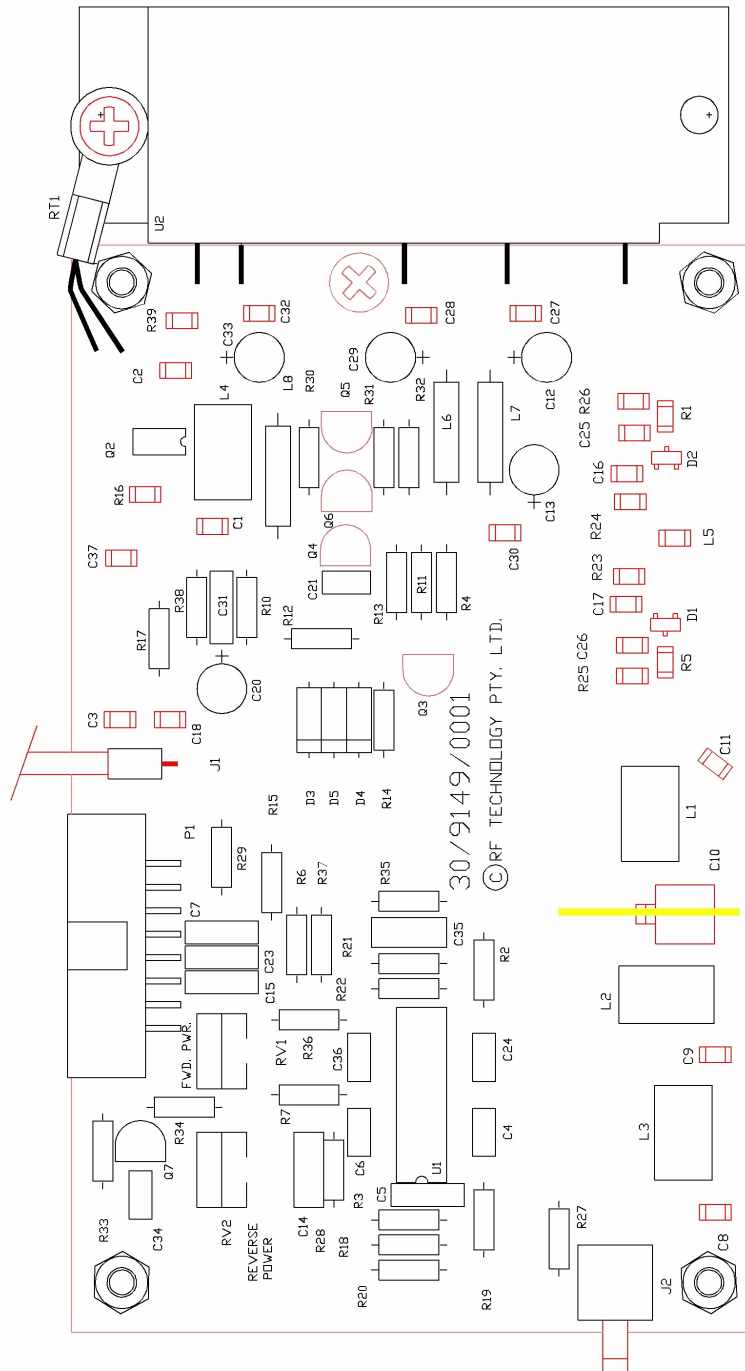 RT1
U2
R39
C33
C32
C28
C27
C2
L4
L8
R30
Q5
C29
R31
R32
L6
L7
C12
R26
R1
Q2
C25
D2
R16
C1
Q6
C13
C16
R24
C37
Q4
C30
L5
C21
R23
R38
C31
R10
R13
R11
R4
C17
R17
R12
D1
C26
R25
R5
C20
Q3
C3
C18
J1
C11
R15
D3
D5
D4
R14
30/9149/0001
©RF TECHNOLOGY PTY. LTD.
L1
P1
R29
R6
R37
R35
C10
C7
C23
C15
R21
R22
C35
R2
L2
FWD. PWR.
RV1
R36
C36
C24
C9
R34
R7
C6
C4
L3
Q7
R33
C34
RV2
REVERSE
POWER
C14
R28
R18
R3
C5
U1
R20
R19
R27
C8
J2